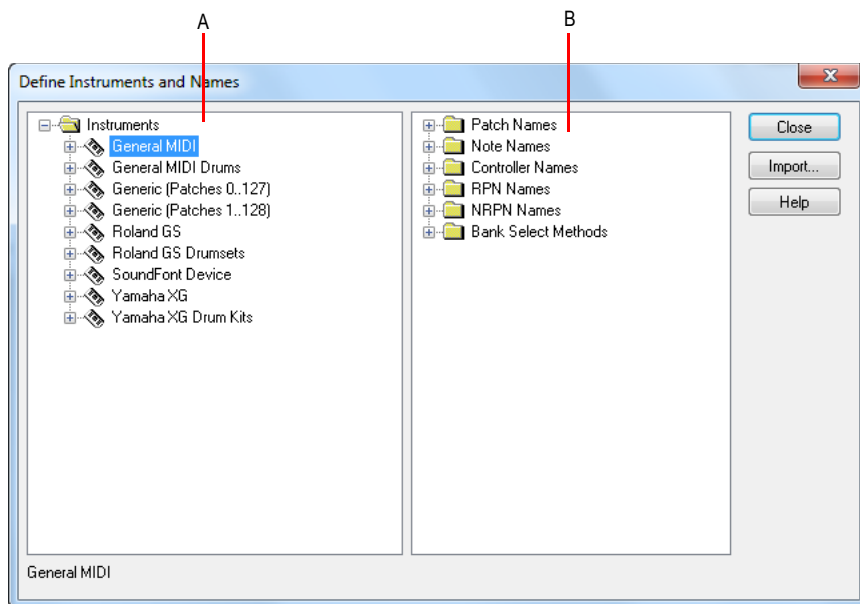 A
B
Define Instruments and Names
Instruments
General MIDI
General MIDI Drums
Generic (Patches 0..127)
Generic (Patches 1..128)
Roland GS
Roland GS Drumsets
SoundFont Device
Yamaha XG
Yamaha XG Drum Kits
Patch Names
Note Names
Controller Names
RPN Names
NRPN Names
Bank Select Methods
Close
Import...
Help
General MIDI